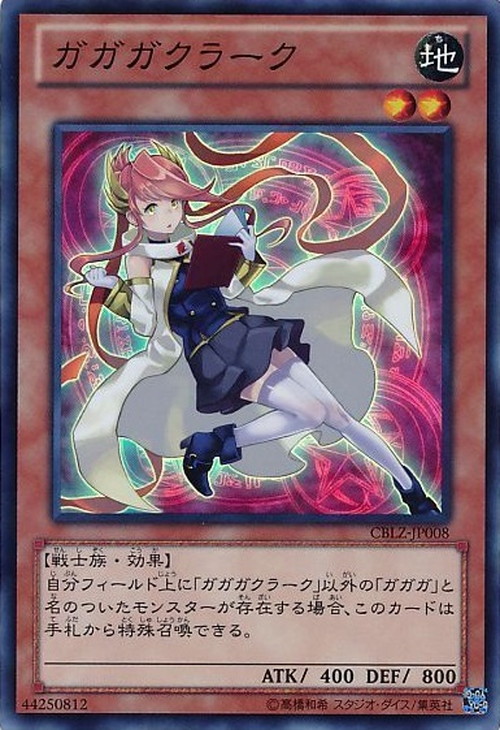 ガガガクラーク
地
CBLZ-JP008
【戦士族・効果】
自分フィールド上に「ガガガクラーク」以外の「ガガガ」と
名のついたモンスターが存在する場合、このカードは
手札から特殊召喚できる。
ATK/ 400 DEF/ 800
44250812
©高橋和希 スタジオ・ダイス/集英社